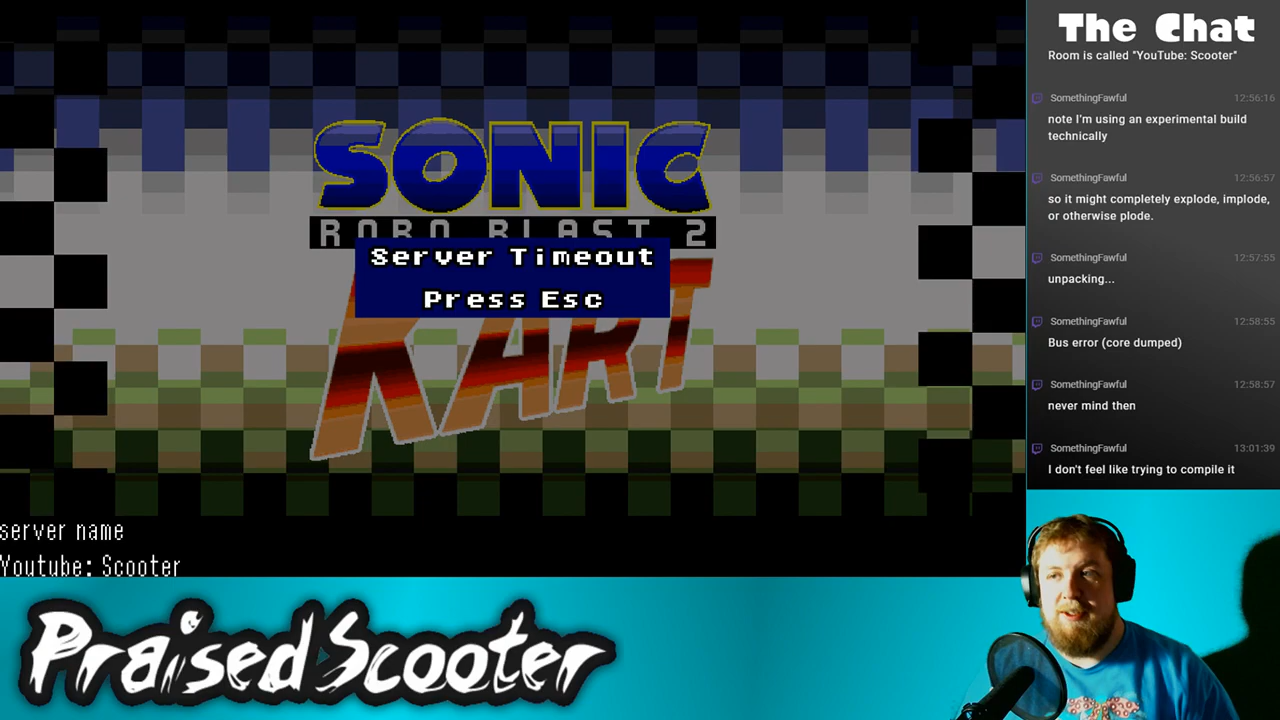 SONIC
ROBO BLAST 2
KART
Server Timeout
Press Esc
server name
Youtube: Scooter
PraisedScooter
The Chat
Room is called "YouTube: Scooter"
SomethingFawful 12:56:16
note I'm using an experimental build
technically
SomethingFawful 12:56:57
so it might completely explode, implode,
or otherwise plode.
SomethingFawful 12:57:55
unpacking...
SomethingFawful 12:58:55
Bus error (core dumped)
SomethingFawful 12:58:57
never mind then
SomethingFawful 13:01:39
I don't feel like trying to compile it